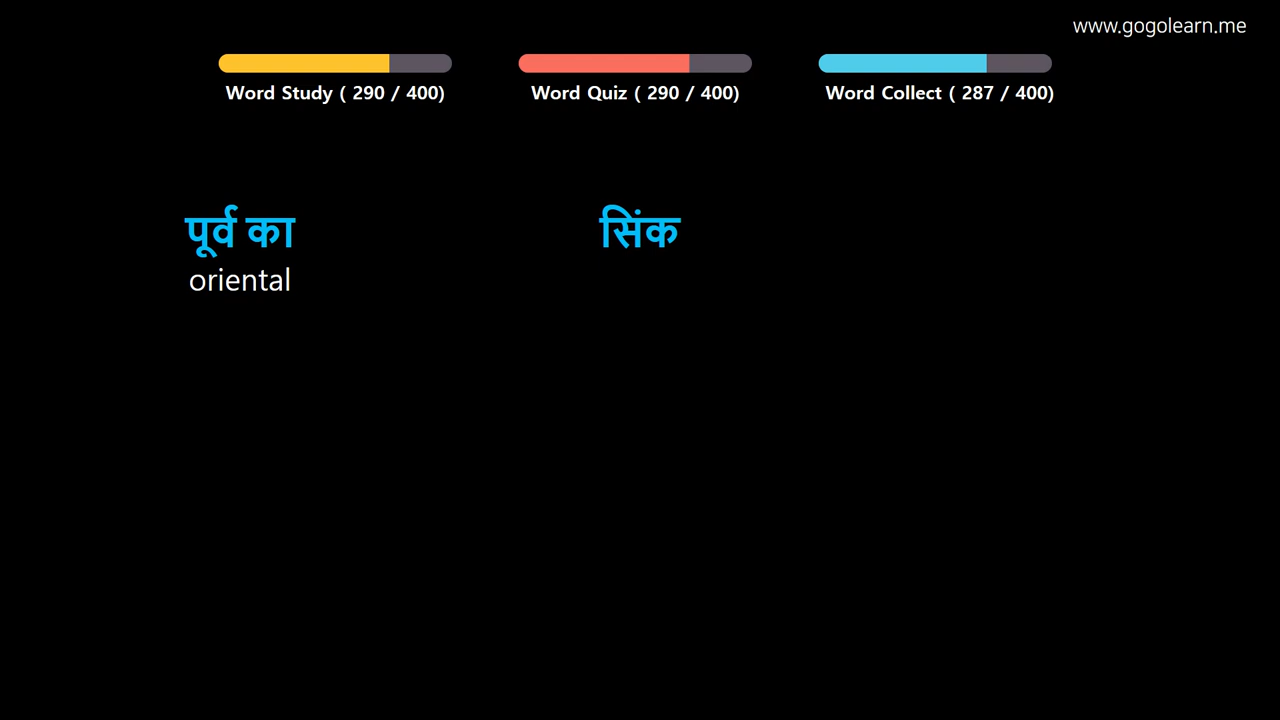 www.gogolearn.me
Word Study ( 290 / 400)
Word Quiz ( 290 / 400)
Word Collect ( 287 / 400)
पूर्व का
oriental
सिंक